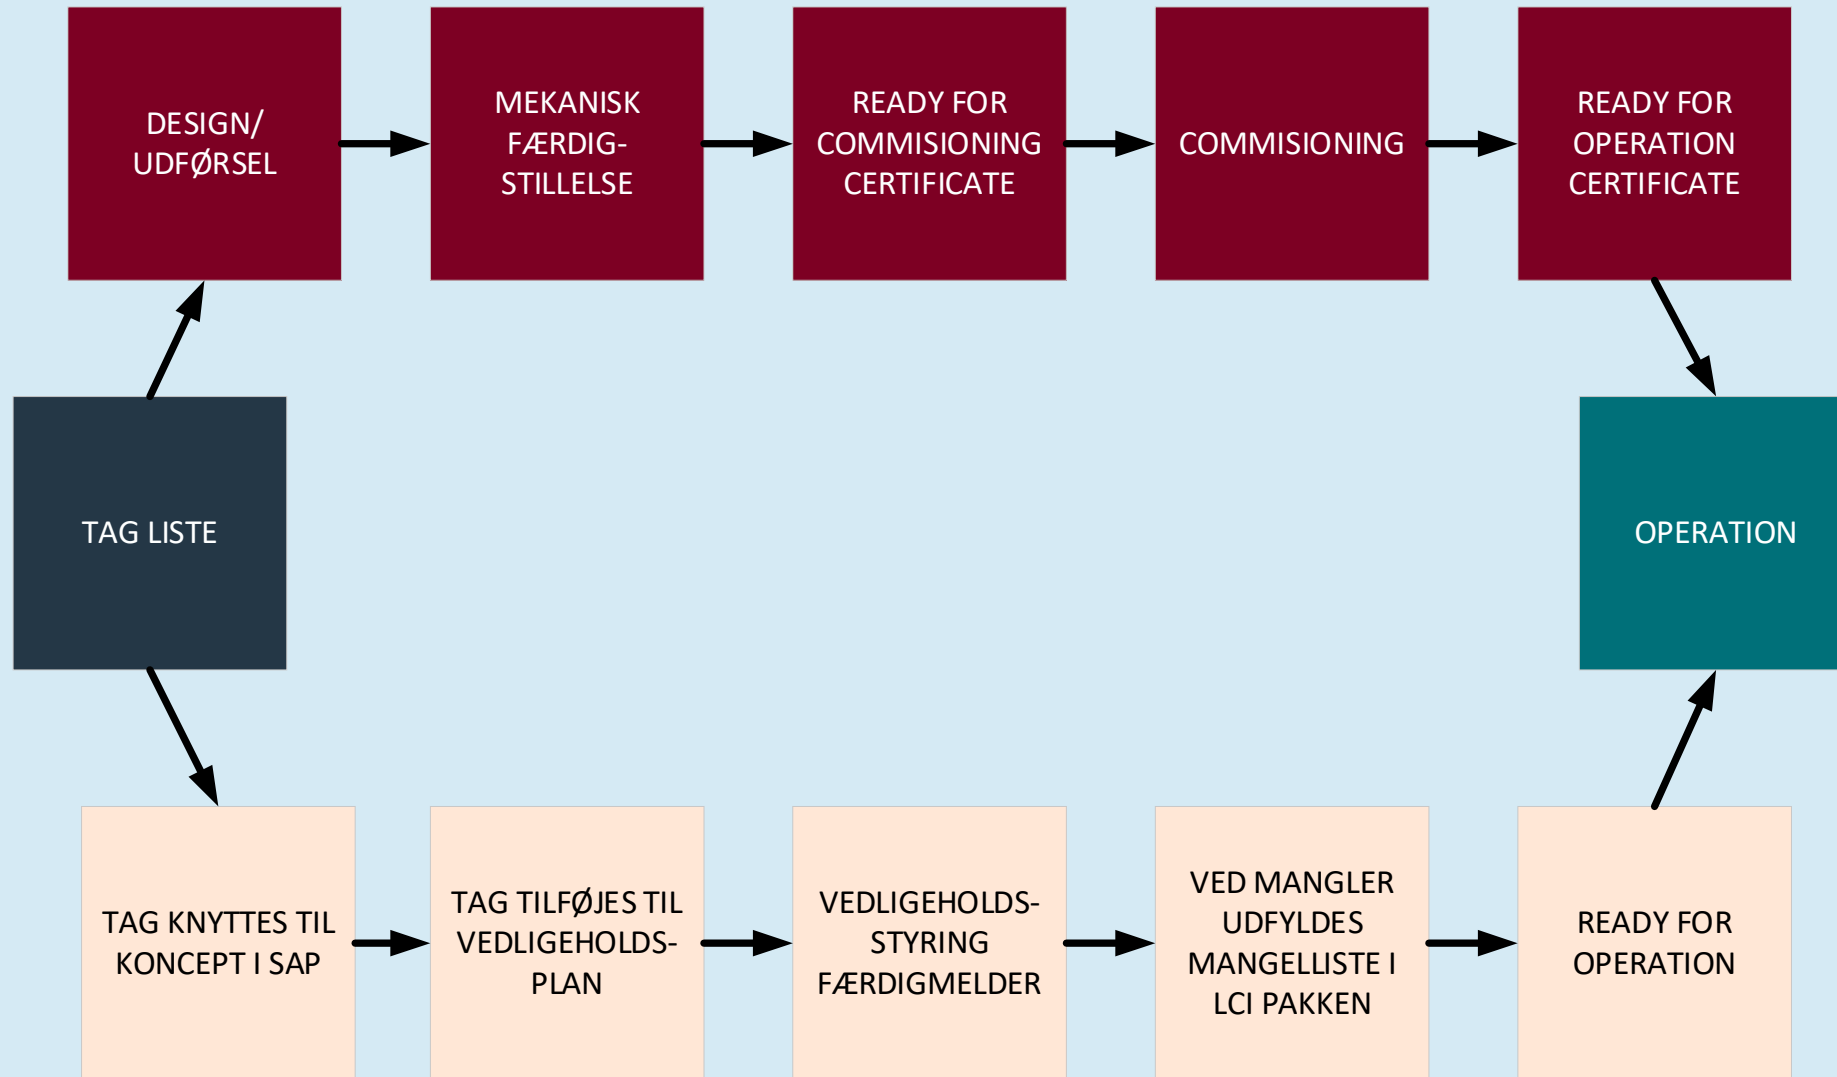 DESIGN/
UDFØRSEL
MEKANISK
FÆRDIG-
STILLELSE
READY FOR
COMMISIONING
CERTIFICATE
COMMISIONING
READY FOR
OPERATION
CERTIFICATE
TAG LISTE
OPERATION
TAG KNYTTES TIL
KONCEPT I SAP
TAG TILFØJES TIL
VEDLIGEHOLDS-
PLAN
VEDLIGEHOLDS-
STYRING
FÆRDIGMELDER
VED MANGLER
UDFYLDES
MANGELLISTE I
LCI PAKKEN
READY FOR
OPERATION